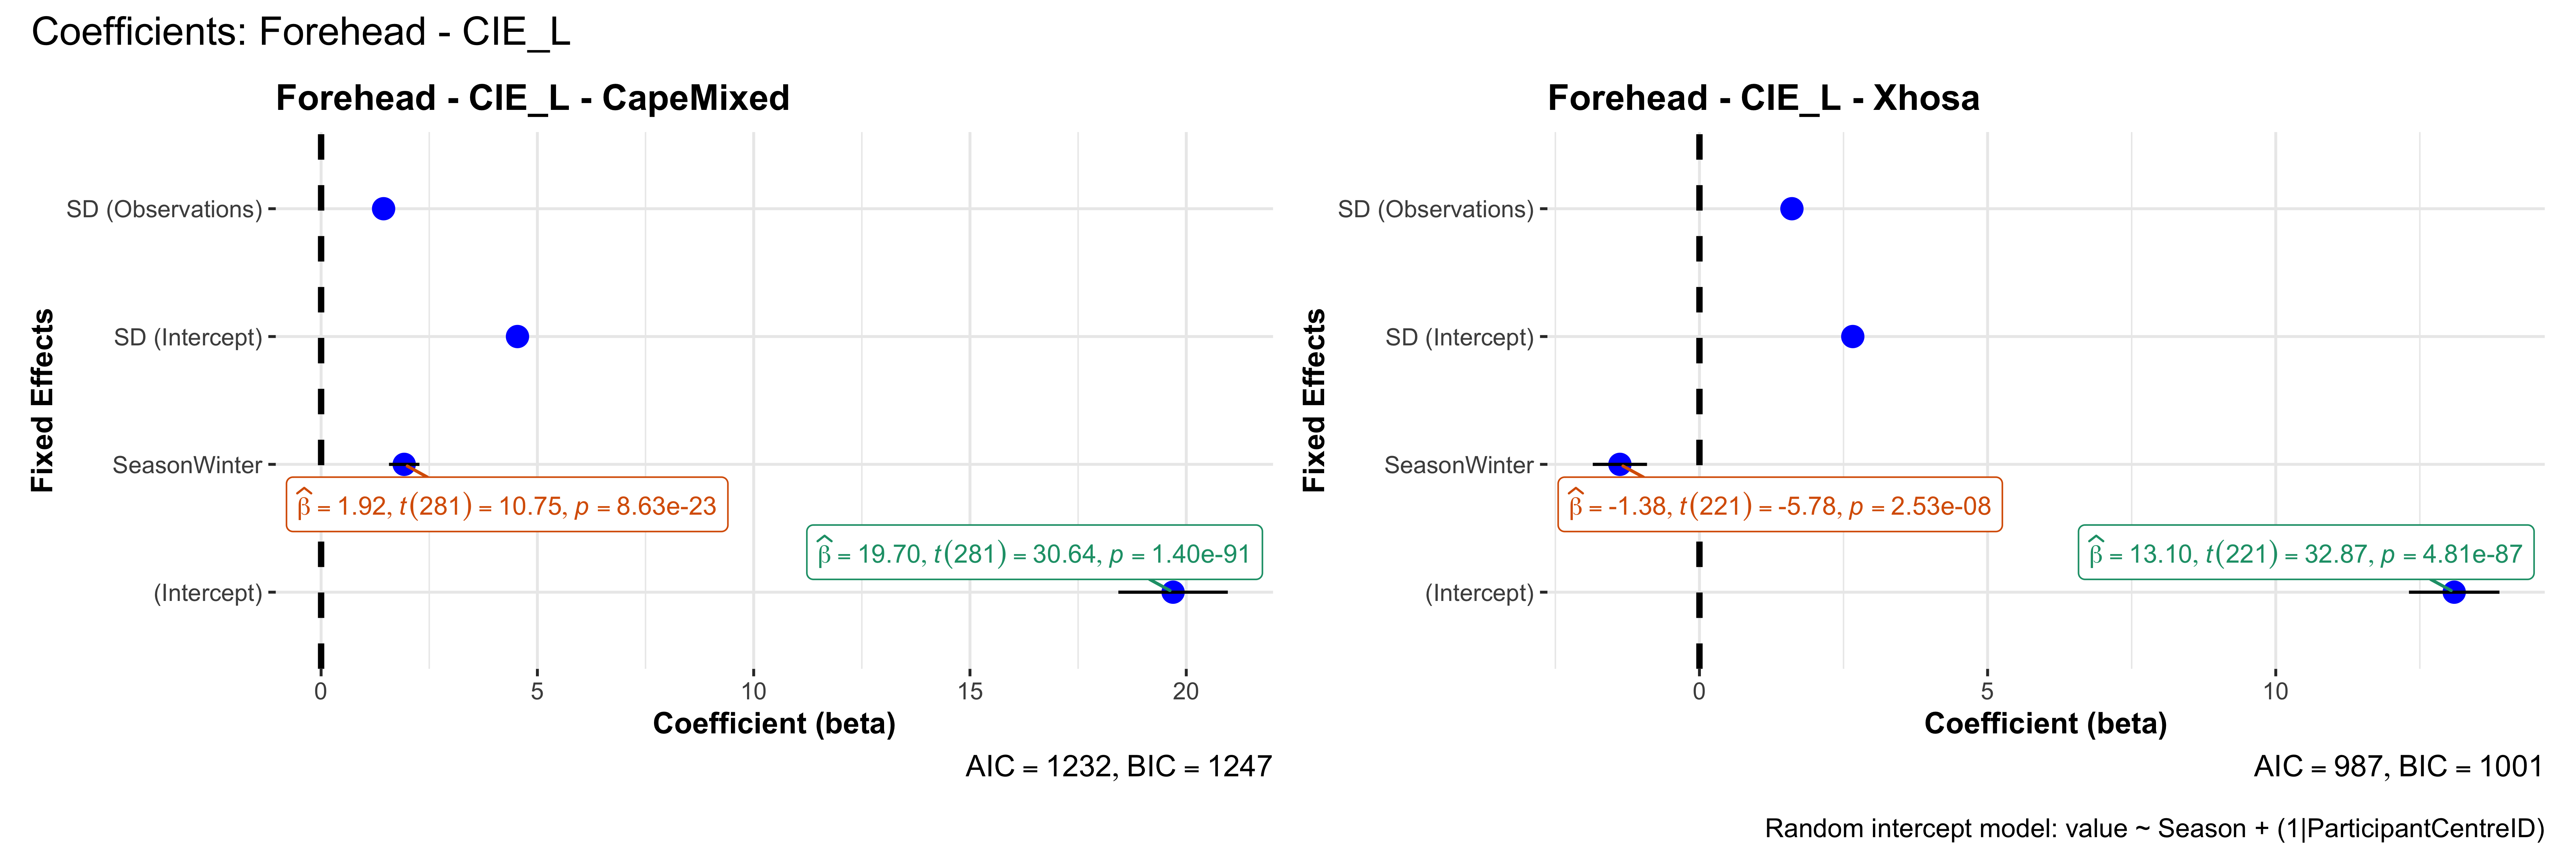 Coefficients: Forehead - CIE_L
Forehead - CIE_L - CapeMixed
Fixed Effects
SD (Observations)
SD (Intercept)
SeasonWinter
(Intercept)
β̂ = 1.92, t(281) = 10.75, p = 8.63e-23
β̂ = 19.70, t(281) = 30.64, p = 1.40e-91
0 5 10 15 20
Coefficient (beta)
AIC = 1232, BIC = 1247
Forehead - CIE_L - Xhosa
Fixed Effects
SD (Observations)
SD (Intercept)
SeasonWinter
(Intercept)
β̂ = -1.38, t(221) = -5.78, p = 2.53e-08
β̂ = 13.10, t(221) = 32.87, p = 4.81e-87
0 5 10
Coefficient (beta)
AIC = 987, BIC = 1001
Random intercept model: value ~ Season + (1|ParticipantCentreID)